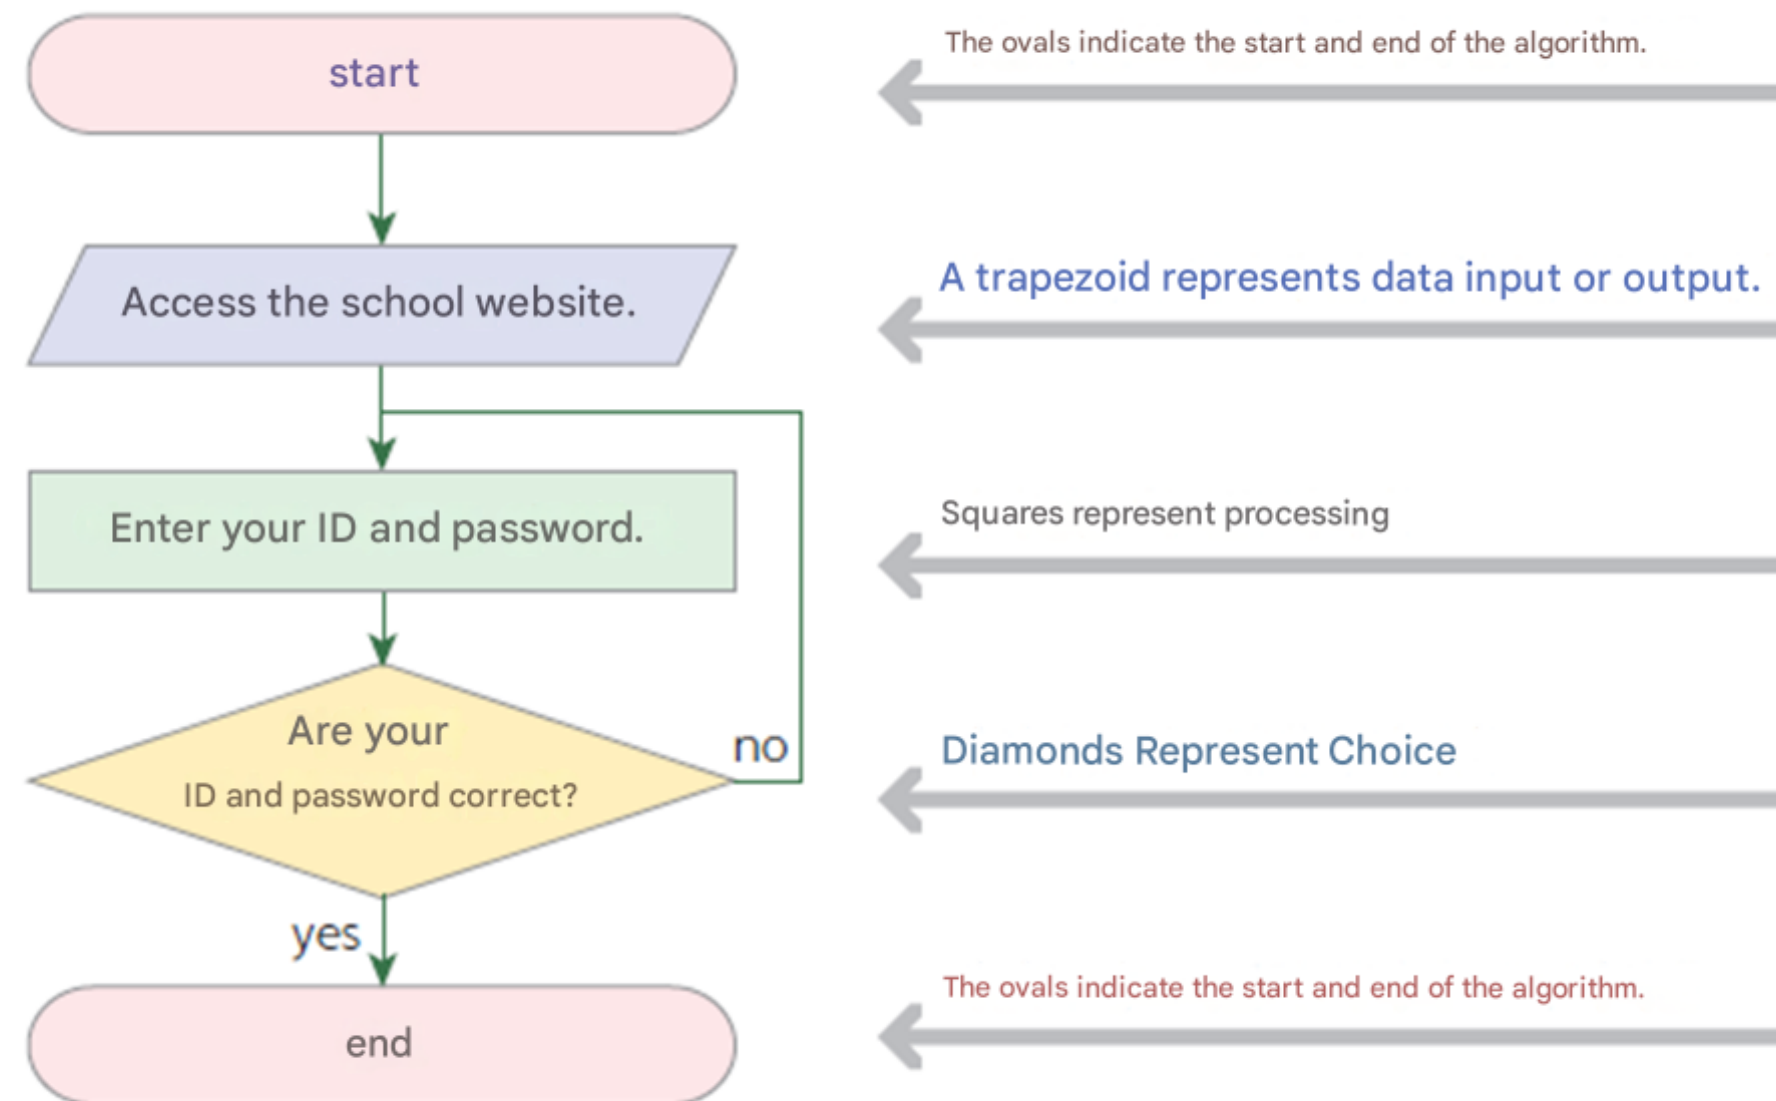 start
The ovals indicate the start and end of the algorithm.
Access the school website.
A trapezoid represents data input or output.
Enter your ID and password.
Squares represent processing
Are your
ID and password correct?
no
Diamonds Represent Choice
yes
end
The ovals indicate the start and end of the algorithm.